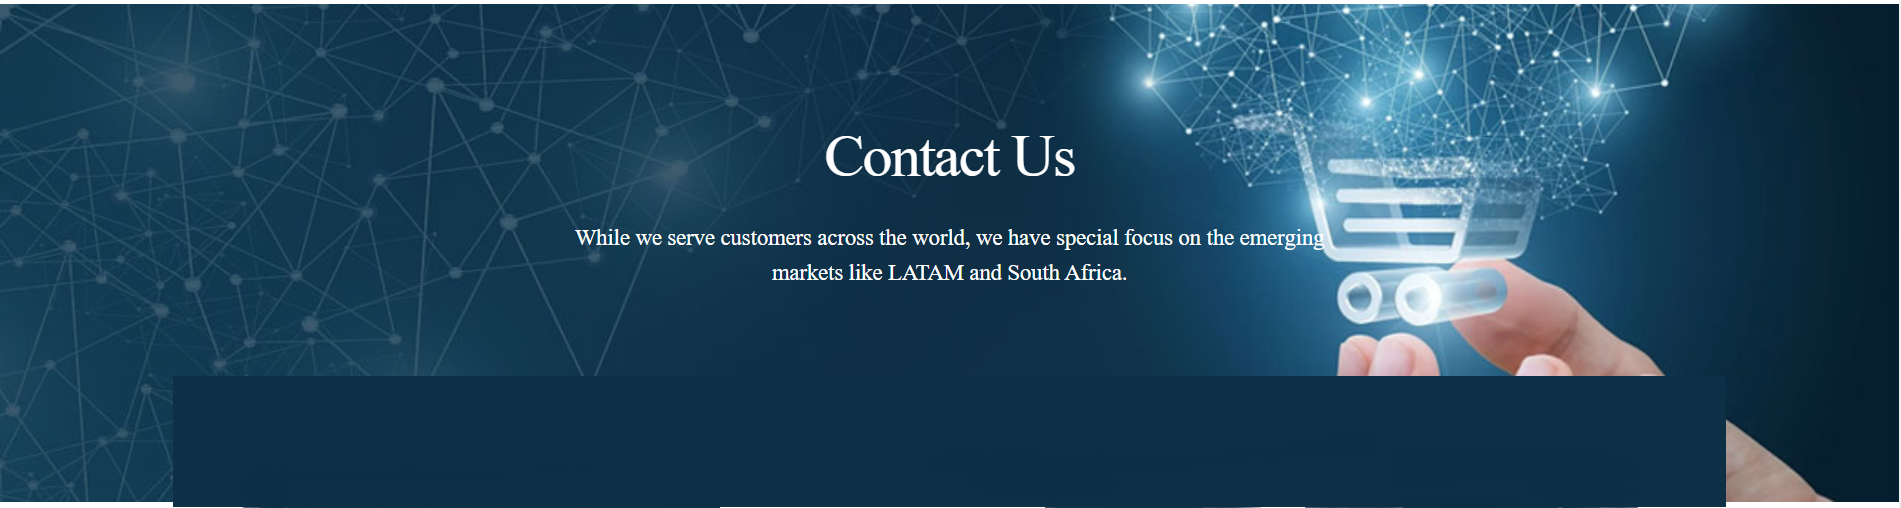 Contact Us
While we serve customers across the world, we have special focus on the emerging
markets like LATAM and South Africa.